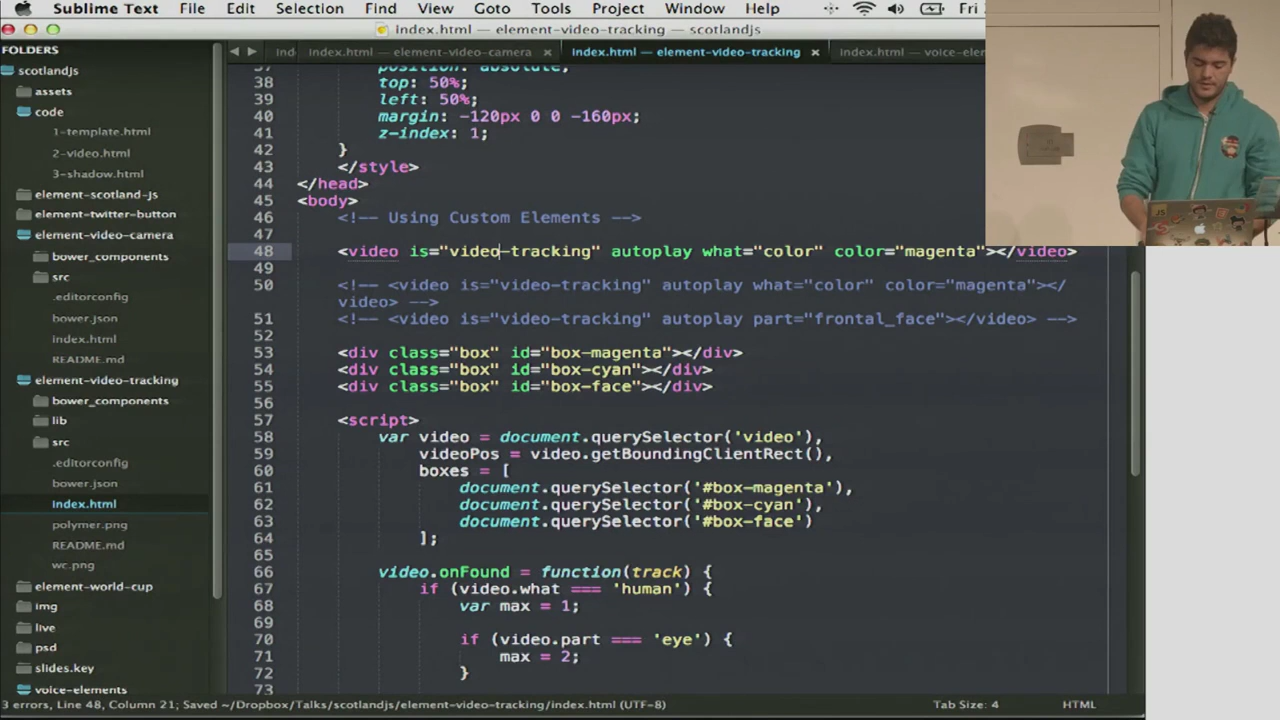 Sublime Text File Edit Selection Find View Goto Tools Project Window Help Fri
index.html — element-video-tracking — scotlandjs
FOLDERS
scotlandjs
assets
code
1-template.html
2-video.html
3-shadow.html
element-scotland-js
element-twitter-button
element-video-camera
bower_components
src
.editorconfig
bower.json
index.html
README.md
element-video-tracking
bower_components
lib
src
.editorconfig
bower.json
index.html
polymer.png
README.md
wc.png
element-world-cup
img
live
psd
slides.key
voice-elements
ind index.html — element-video-camera × index.html — element-video-tracking × index.html — voice-elem
37 position: absolute;
38 top: 50%;
39 left: 50%;
40 margin: -120px 0 0 -160px;
41 z-index: 1;
42 }
43 </style>
44 </head>
45 <body>
46 <!-- Using Custom Elements -->
47
48 <video is="video-tracking" autoplay what="color" color="magenta"></video>
49
50 <!-- <video is="video-tracking" autoplay what="color" color="magenta"></
video> -->
51 <!-- <video is="video-tracking" autoplay part="frontal_face"></video> -->
52
53 <div class="box" id="box-magenta"></div>
54 <div class="box" id="box-cyan"></div>
55 <div class="box" id="box-face"></div>
56
57 <script>
58 var video = document.querySelector('video'),
59 videoPos = video.getBoundingClientRect(),
60 boxes = [
61 document.querySelector('#box-magenta'),
62 document.querySelector('#box-cyan'),
63 document.querySelector('#box-face')
64 ];
65
66 video.onFound = function(track) {
67 if (video.what === 'human') {
68 var max = 1;
69
70 if (video.part === 'eye') {
71 max = 2;
72 }
73
3 errors, Line 48, Column 21; Saved ~/Dropbox/Talks/scotlandjs/element-video-tracking/index.html (UTF-8) Tab Size: 4 HTML